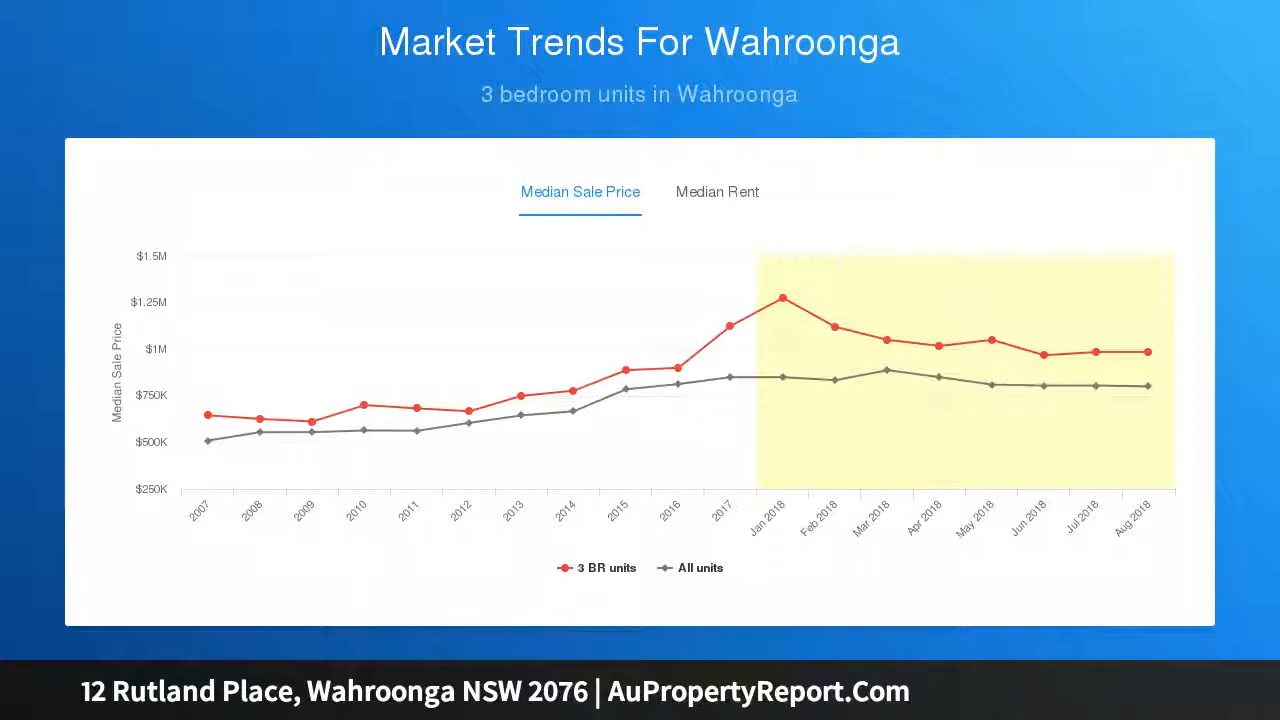 Market Trends For Wahroonga
3 bedroom units in Wahroonga
Median Sale Price
Median Rent
$1.5M
$1.25M
$1M
$750K
$500K
$250K
Median Sale Price
2007
2008
2009
2010
2011
2012
2013
2014
2015
2016
2017
Jan 2018
Feb 2018
Mar 2018
Apr 2018
May 2018
Jun 2018
Jul 2018
Aug 2018
3 BR units
All units
12 Rutland Place, Wahroonga NSW 2076 | AuPropertyReport.Com